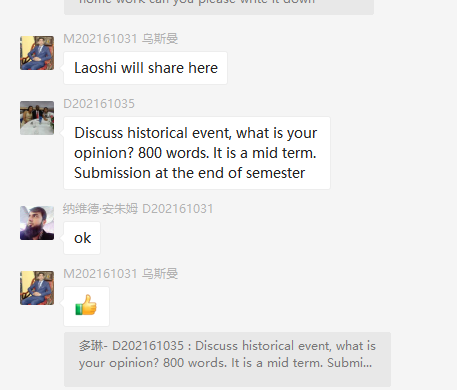 home work can you please write it down
M202161031 乌斯曼
Laoshi will share here
D202161035
Discuss historical event, what is your
opinion? 800 words. It is a mid term.
Submission at the end of semester
纳维德·安朱姆 D202161031
ok
M202161031 乌斯曼
多琳- D202161035 : Discuss historical event, what is
your opinion? 800 words. It is a mid term. Submi...